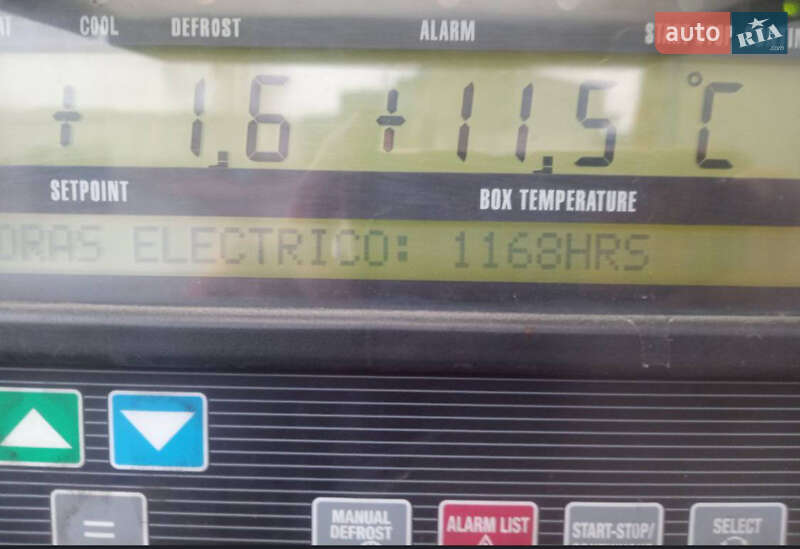 COOL DEFROST ALARM
auto RIA .com
+ 1,6 +11,5 °C
SETPOINT BOX TEMPERATURE
ORAS ELECTRICO: 1168HRS
=
MANUAL DEFROST
ALARM LIST
START-STOP/
SELECT